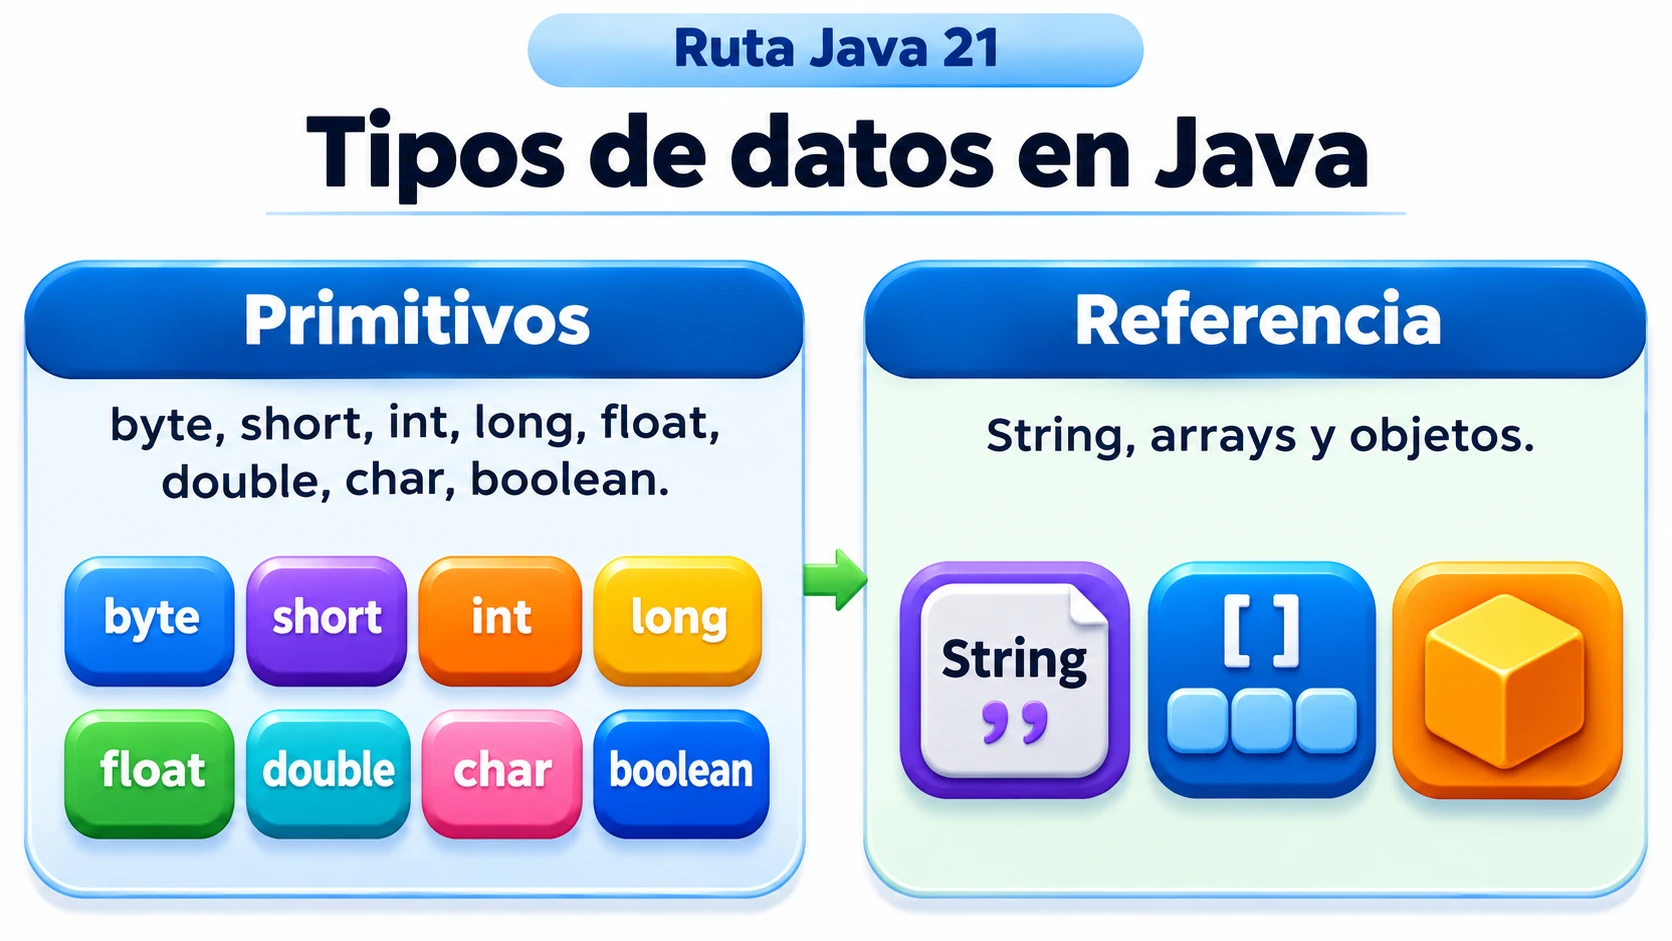 Ruta Java 21
Tipos de datos en Java
Primitivos
byte, short, int, long, float,
double, char, boolean.
byte short int long
float double char boolean
Referencia
String, arrays y objetos.
String
”
[ ]